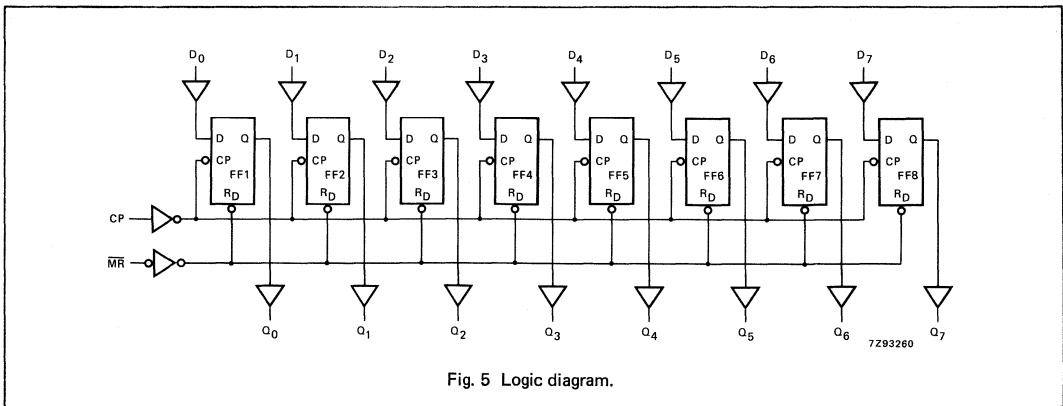 D0 D1 D2 D3 D4 D5 D6 D7
D Q D Q D Q D Q D Q D Q D Q D Q
CP CP CP CP CP CP CP CP
FF1 FF2 FF3 FF4 FF5 FF6 FF7 FF8
RD RD RD RD RD RD RD RD
CP
MR
Q0 Q1 Q2 Q3 Q4 Q5 Q6 Q7
7Z93260
Fig. 5 Logic diagram.